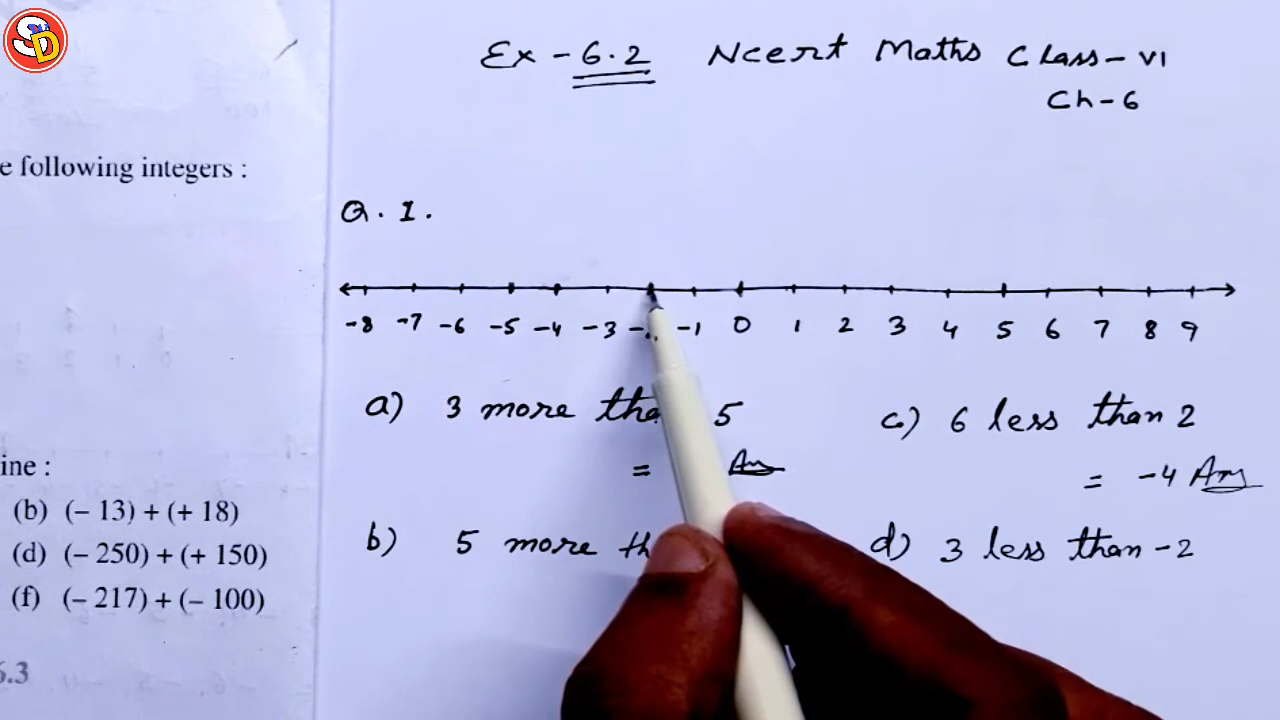 SD
Ex - 6.2 Ncert Maths Class - VI
Ch - 6
e following integers :
Q. 1.
-8 -7 -6 -5 -4 -3 -1 0 1 2 3 4 5 6 7 8 9
a) 3 more 5
= Ans
c) 6 less than 2
= -4 Ans
b) 5 more
d) 3 less than -2
ine :
(b) (– 13) + (+ 18)
(d) (– 250) + (+ 150)
(f) (– 217) + (– 100)
6.3